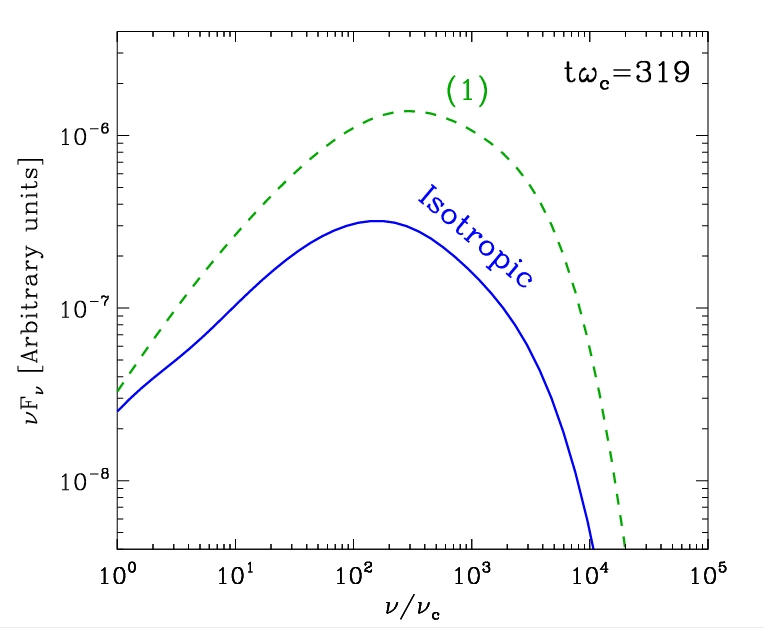 tω_c=319
(1)
Isotropic
10^-6
10^-7
10^-8
νF_ν [Arbitrary units]
10^0 10^1 10^2 10^3 10^4 10^5
ν/ν_c